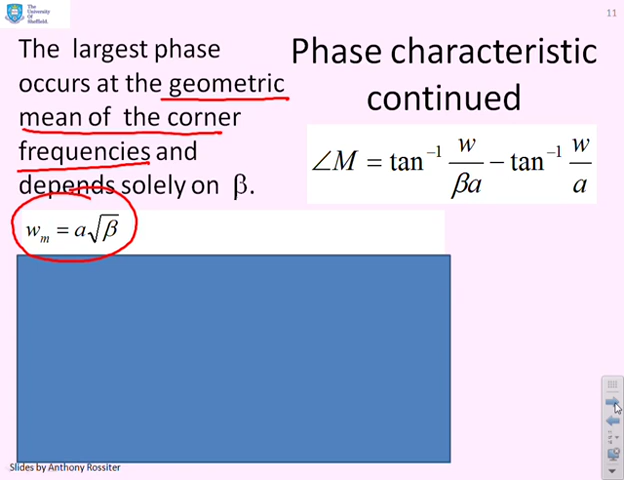 The
University
Of
Sheffield.
11
The largest phase
occurs at the geometric
mean of the corner
frequencies and
depends solely on β.
w_m = a√β
Phase characteristic
continued
∠M = tan⁻¹ w/βa − tan⁻¹ w/a
Slides by Anthony Rossiter